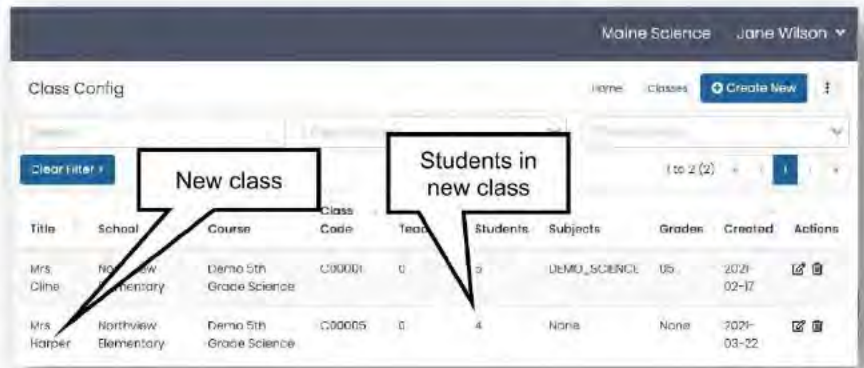 Maine Science Jane Wilson
Class Config
Home Classes Create New
Clear Filter
1 to 2 (2) 1
New class
Students in
new class
Title School Course Class Code Students Subjects Grades Created Actions
Mrs Cline Elementary Demo 5th Grade Science C00001 0 5 DEMO_SCIENCE 05 2021-02-17
Mrs Harper Northview Elementary Demo 5th Grade Science C00005 0 4 None None 2021-03-22